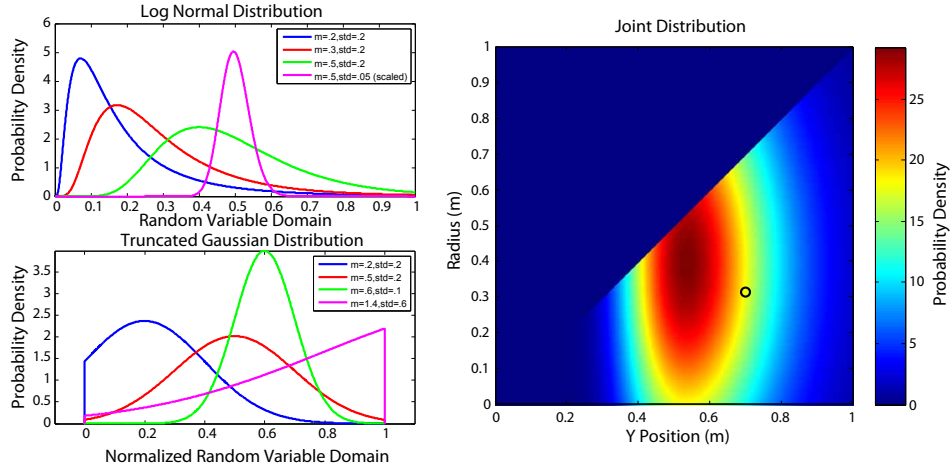 Log Normal Distribution
Probability Density
6
5
4
3
2
1
0
m=.2,std=.2
m=.3,std=.2
m=.5,std=.2
m=.5,std=.05 (scaled)
0 0.1 0.2 0.3 0.4 0.5 0.6 0.7 0.8 0.9 1
Random Variable Domain
Truncated Gaussian Distribution
Probability Density
3.5
3
2.5
2
1.5
1
0.5
0
m=.2,std=.2
m=.5,std=.2
m=.6,std=.1
m=1.4,std=.6
0 0.2 0.4 0.6 0.8 1
Normalized Random Variable Domain
Joint Distribution
Radius (m)
1
0.9
0.8
0.7
0.6
0.5
0.4
0.3
0.2
0.1
0
0 0.2 0.4 0.6 0.8 1
Y Position (m)
25
20
15
10
5
0
Probability Density